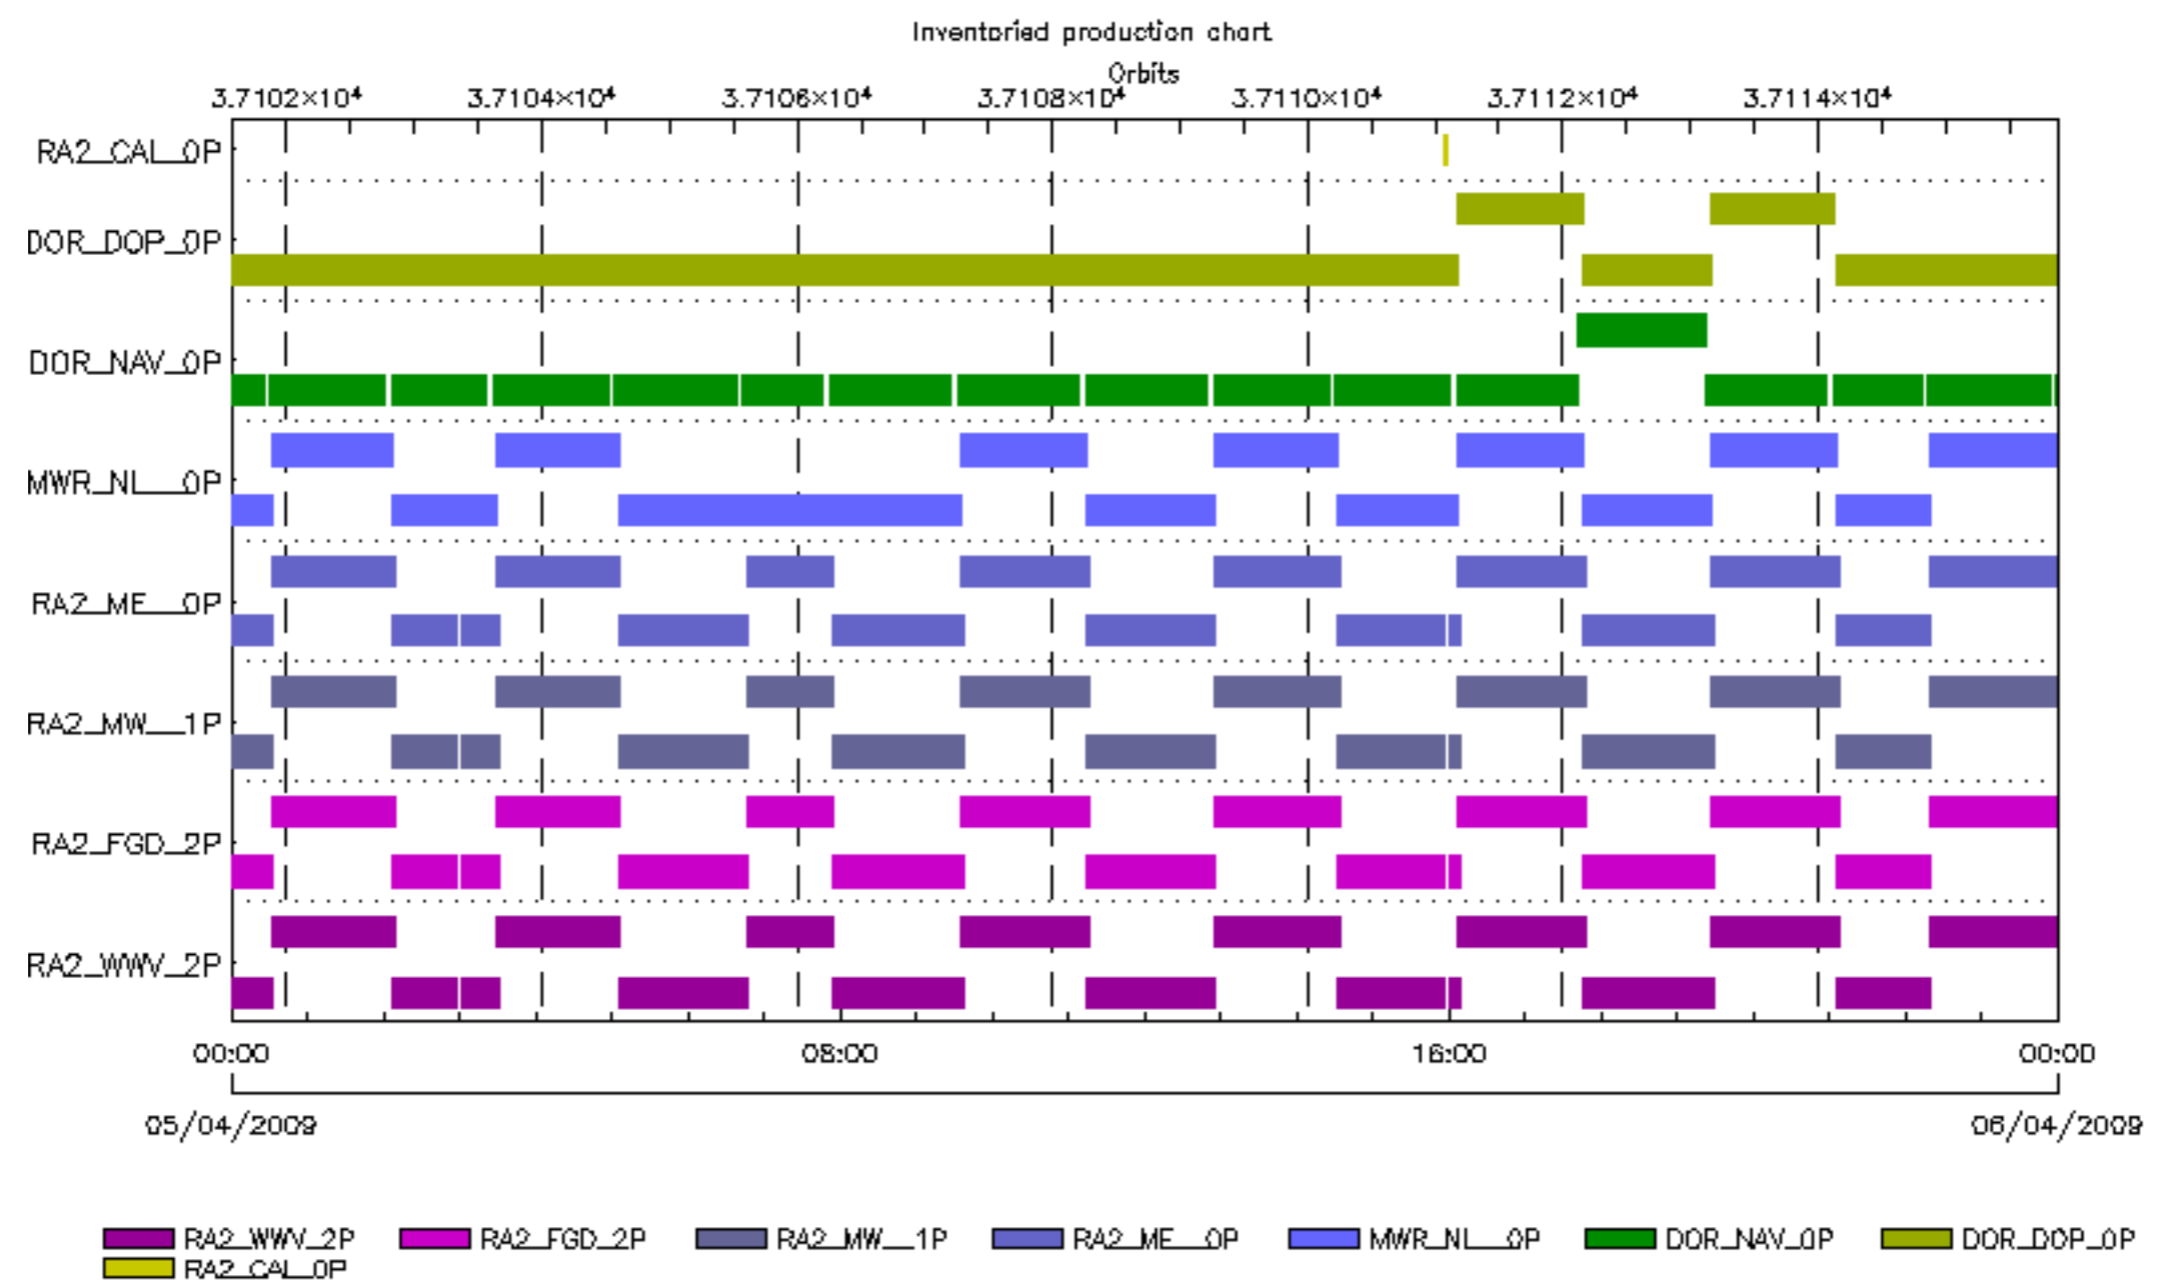 Inventoried production chart
Orbits
3.7102×10⁴ 3.7104×10⁴ 3.7106×10⁴ 3.7108×10⁴ 3.7110×10⁴ 3.7112×10⁴ 3.7114×10⁴
RA2_CAL_0P
DOR_DOP_0P
DOR_NAV_0P
MWR_NL__0P
RA2_ME__0P
RA2_MW__1P
RA2_FGD_2P
RA2_WWV_2P
00:00 08:00 16:00 00:00
05/04/2009 06/04/2009
RA2_WWV_2P RA2_FGD_2P RA2_MW__1P RA2_ME__0P MWR_NL__0P DOR_NAV_0P DOR_DOP_0P
RA2_CAL_0P